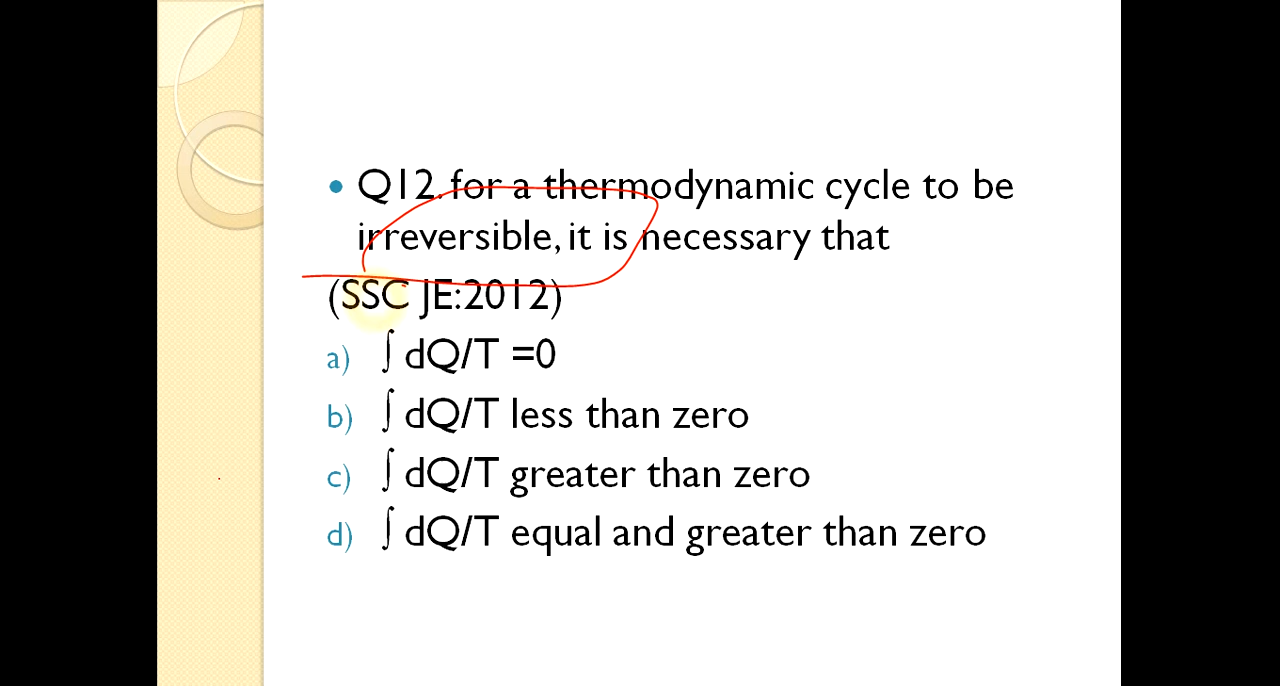 • Q12. for a thermodynamic cycle to be
irreversible, it is necessary that
(SSC JE:2012)
a) ∫ dQ/T =0
b) ∫ dQ/T less than zero
c) ∫ dQ/T greater than zero
d) ∫ dQ/T equal and greater than zero